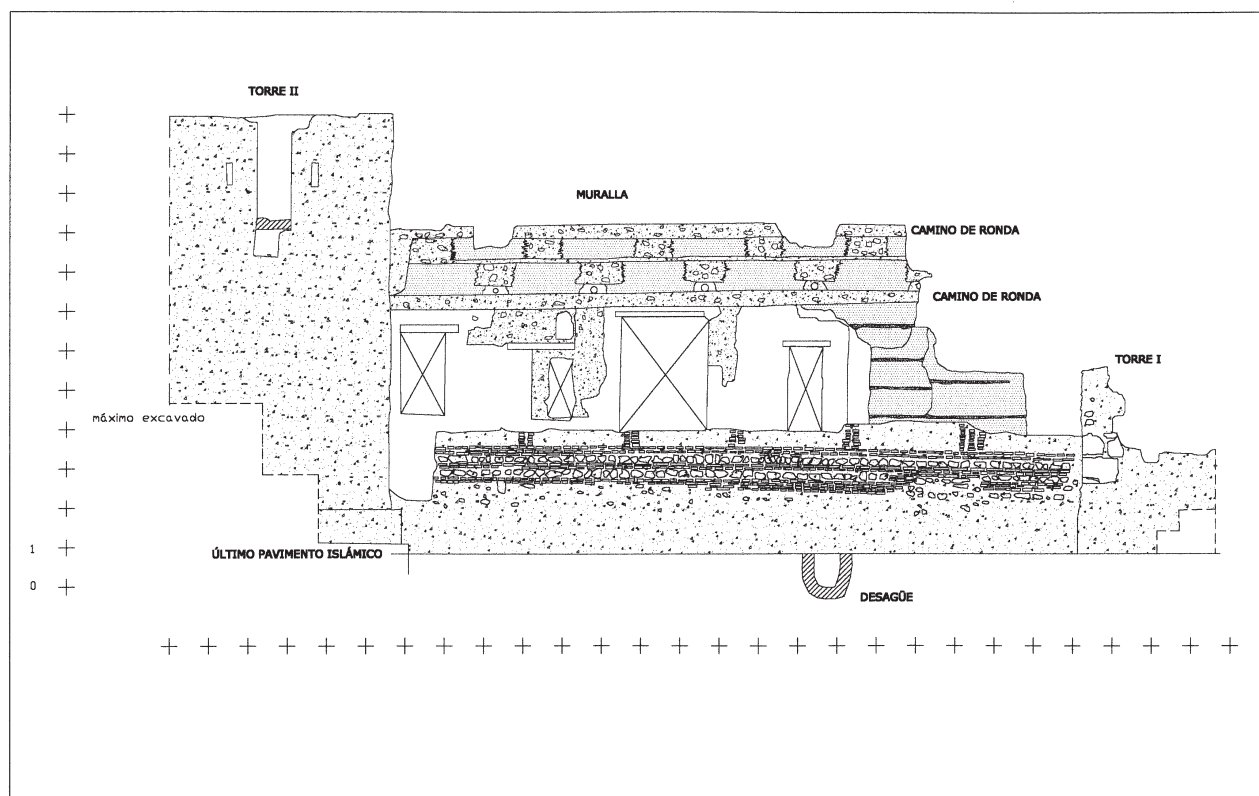 TORRE II
MURALLA
CAMINO DE RONDA
CAMINO DE RONDA
TORRE I
máximo excavado
1
ÚLTIMO PAVIMENTO ISLÁMICO
0
DESAGÜE